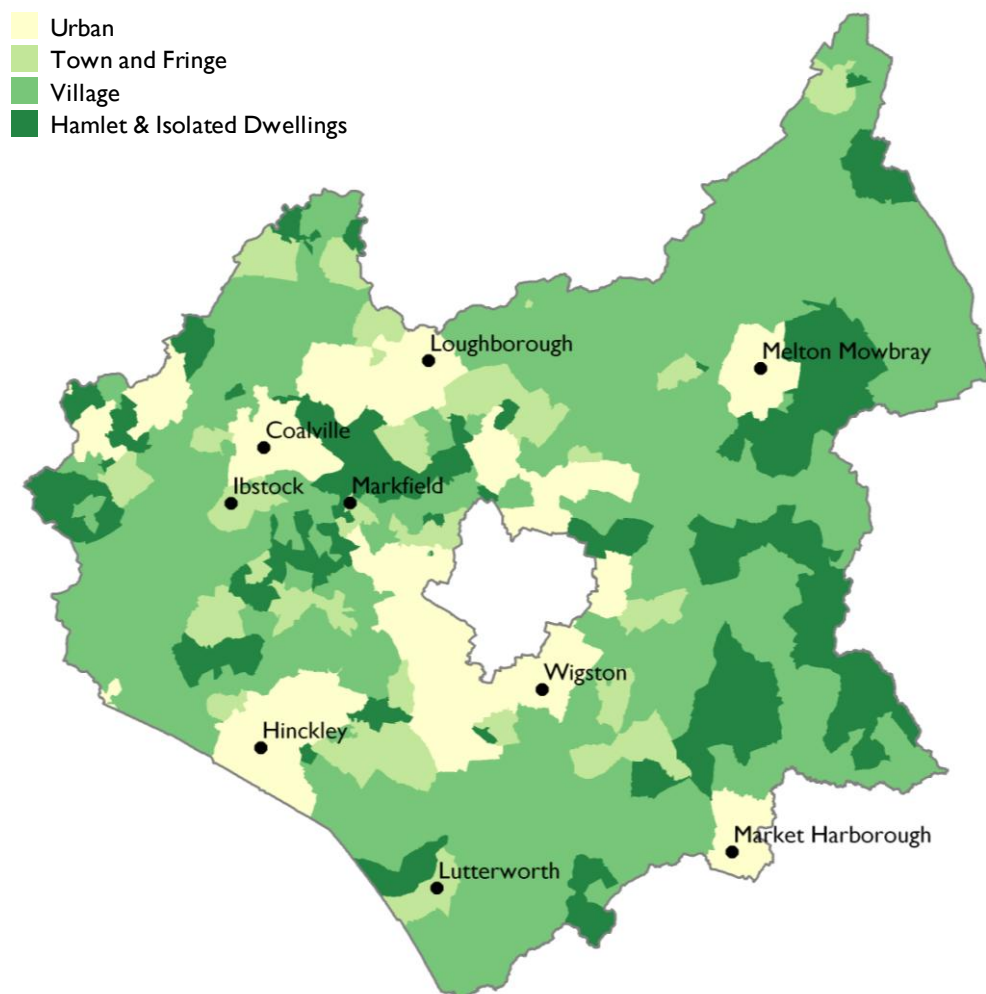 Urban
Town and Fringe
Village
Hamlet & Isolated Dwellings
Loughborough
Melton Mowbray
Coalville
Ibstock
Markfield
Wigston
Hinckley
Market Harborough
Lutterworth